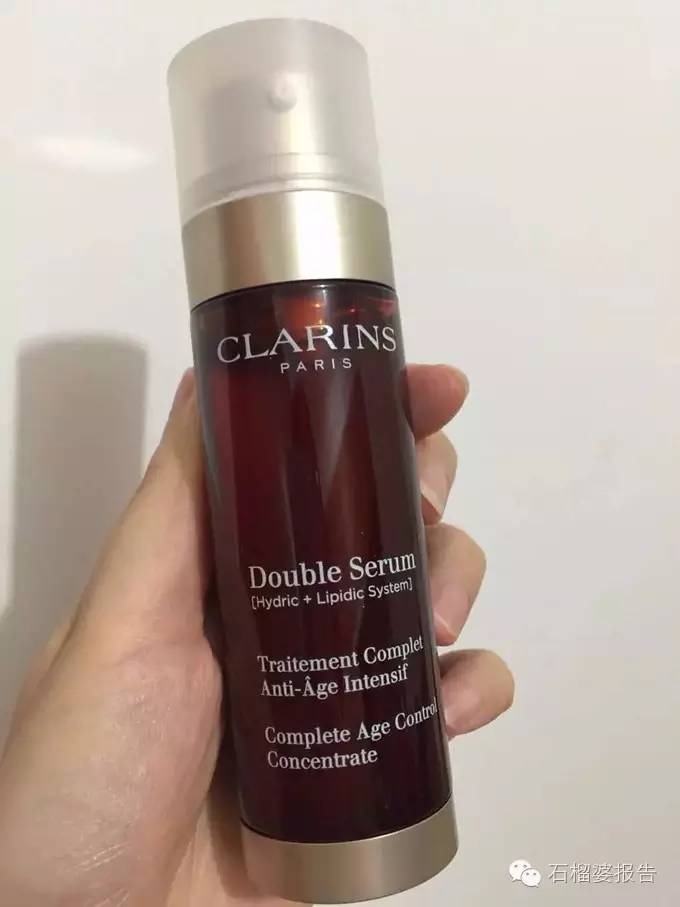 CLARINS
PARIS
Double Serum
[Hydric + Lipidic System]
Traitement Complet
Anti-Âge Intensif
Complete Age Control
Concentrate
石榴婆报告